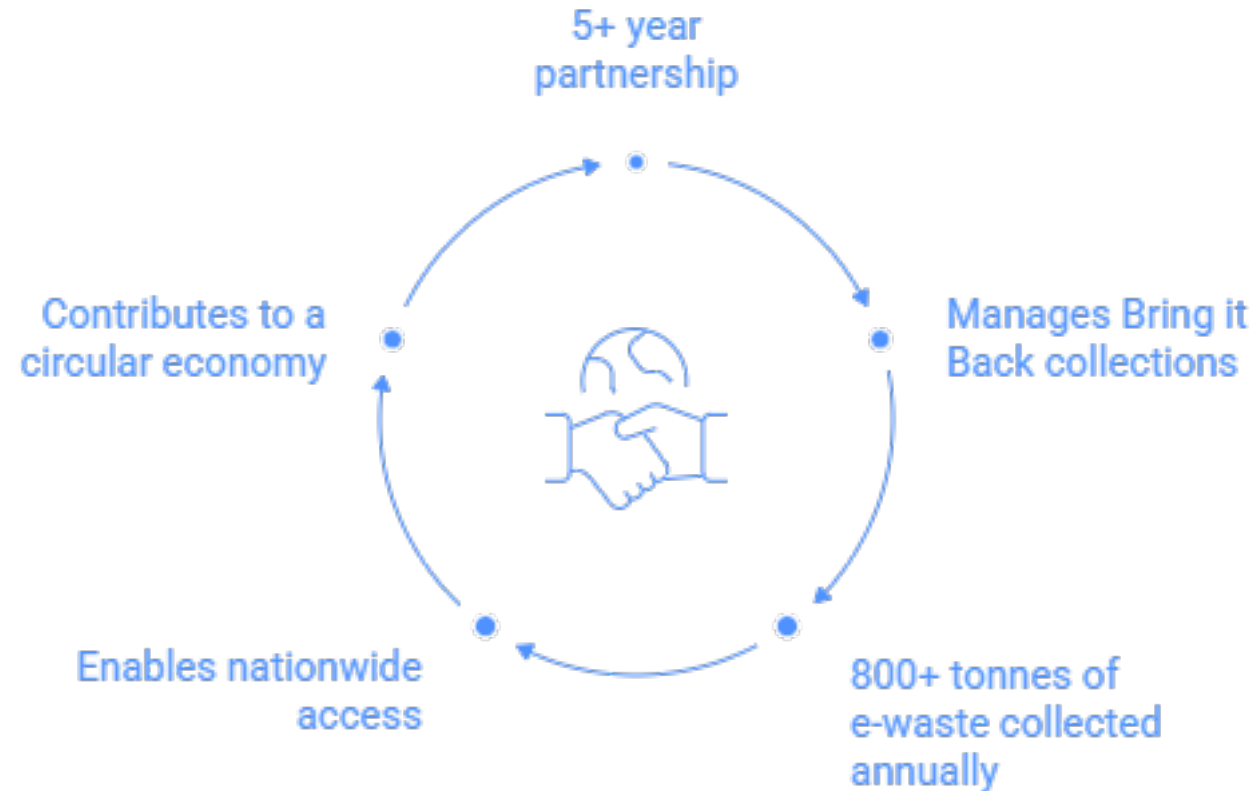 5+ year
partnership
Manages Bring it
Back collections
800+ tonnes of
e-waste collected
annually
Enables nationwide
access
Contributes to a
circular economy